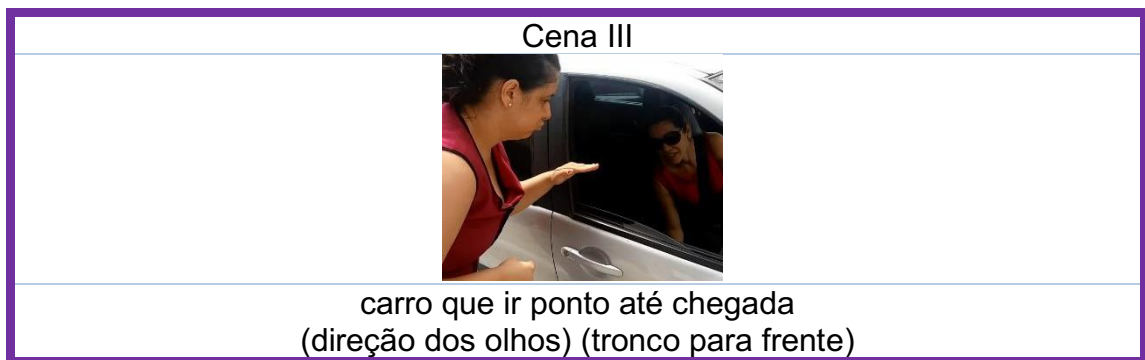 Cena III
carro que ir ponto até chegada
(direção dos olhos) (tronco para frente)